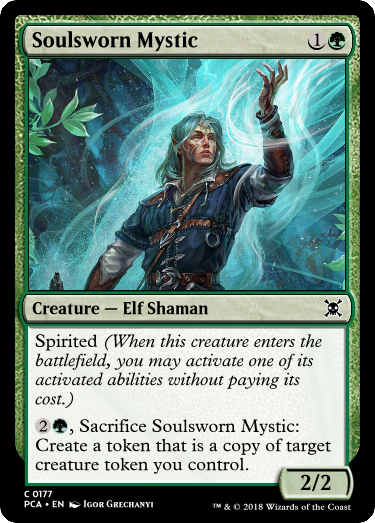 Soulsworn Mystic 1
Creature — Elf Shaman
Spirited (When this creature enters the
battlefield, you may activate one of its
activated abilities without paying its
cost.)
2, Sacrifice Soulsworn Mystic:
Create a token that is a copy of target
creature token you control.
2/2
C 0177
PCA • EN Igor Grechanyi
™ & © 2018 Wizards of the Coast